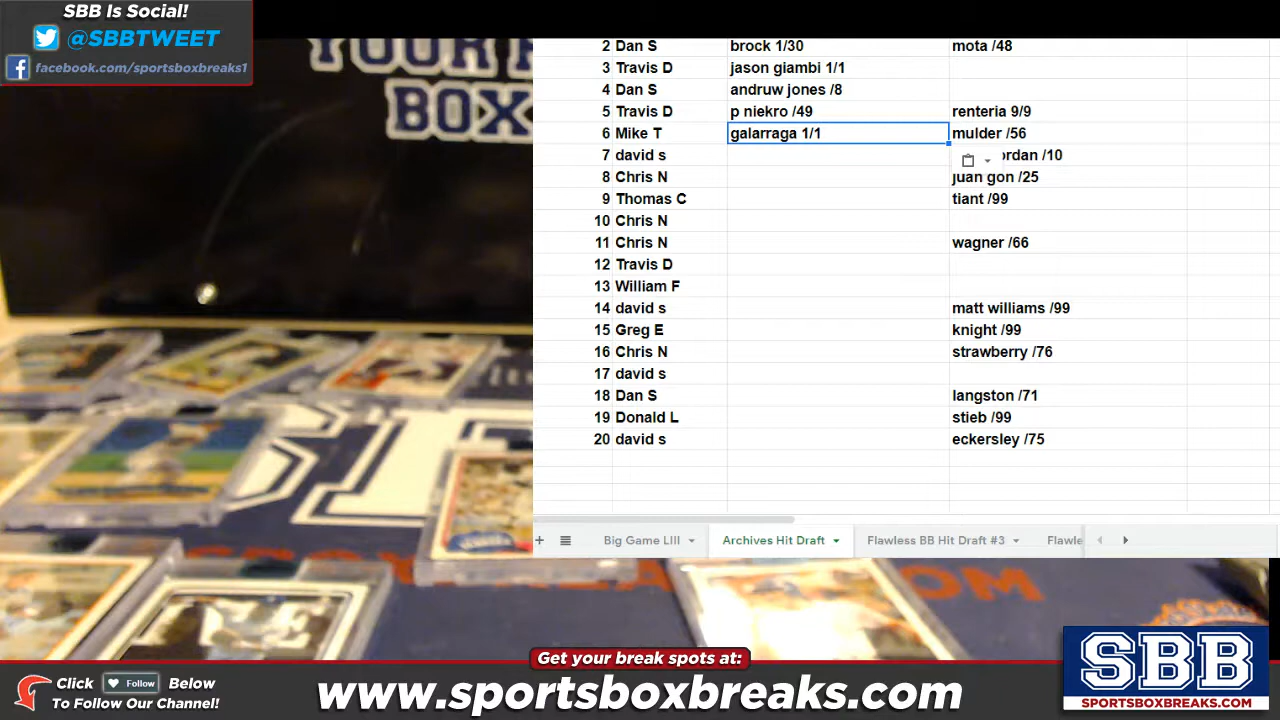 SBB Is Social!
@SBBTWEET
facebook.com/sportsboxbreaks1
YOUR
BOX
2 Dan S brock 1/30 mota /48
3 Travis D jason giambi 1/1
4 Dan S andruw jones /8
5 Travis D p niekro /49 renteria 9/9
6 Mike T galarraga 1/1 mulder /56
7 david s rdan /10
8 Chris N juan gon /25
9 Thomas C tiant /99
10 Chris N
11 Chris N wagner /66
12 Travis D
13 William F
14 david s matt williams /99
15 Greg E knight /99
16 Chris N strawberry /76
17 david s
18 Dan S langston /71
19 Donald L stieb /99
20 david s eckersley /75
+ Big Game LIII Archives Hit Draft Flawless BB Hit Draft #3 Flawle
Get your break spots at:
Click Follow Below
To Follow Our Channel!
www.sportsboxbreaks.com
SBB
SPORTSBOXBREAKS.COM